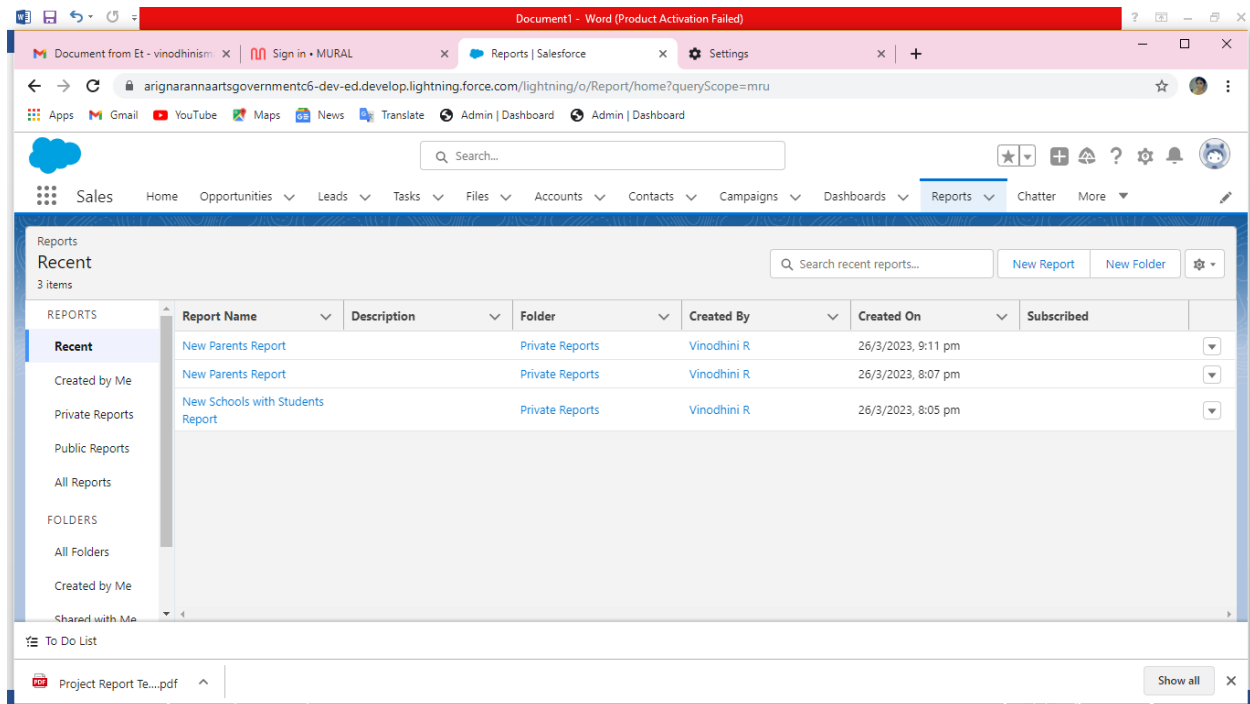 Document1 - Word (Product Activation Failed)
Document from Et - vinodhinism
Sign in • MURAL
Reports | Salesforce
Settings
arignarannaartsgovernmentc6-dev-ed.develop.lightning.force.com/lightning/o/Report/home?queryScope=mru
Apps Gmail YouTube Maps News Translate Admin | Dashboard Admin | Dashboard
Search...
Sales Home Opportunities Leads Tasks Files Accounts Contacts Campaigns Dashboards Reports Chatter More
Reports
Recent
3 items
Search recent reports...
New Report New Folder
REPORTS
Recent
Created by Me
Private Reports
Public Reports
All Reports
FOLDERS
All Folders
Created by Me
Shared with Me
Report Name Description Folder Created By Created On Subscribed
New Parents Report Private Reports Vinodhini R 26/3/2023, 9:11 pm
New Parents Report Private Reports Vinodhini R 26/3/2023, 8:07 pm
New Schools with Students
Report Private Reports Vinodhini R 26/3/2023, 8:05 pm
To Do List
Project Report Te....pdf
Show all